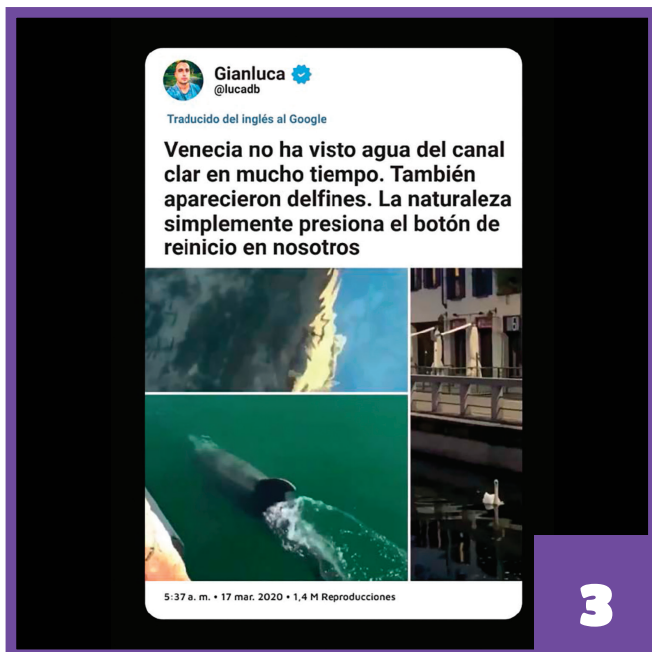 Gianluca
@lucadb
Traducido del inglés al Google
Venecia no ha visto agua del canal
clar en mucho tiempo. También
aparecieron delfines. La naturaleza
simplemente presiona el botón de
reinicio en nosotros
5:37 a. m. • 17 mar. 2020 • 1,4 M Reproducciones
3